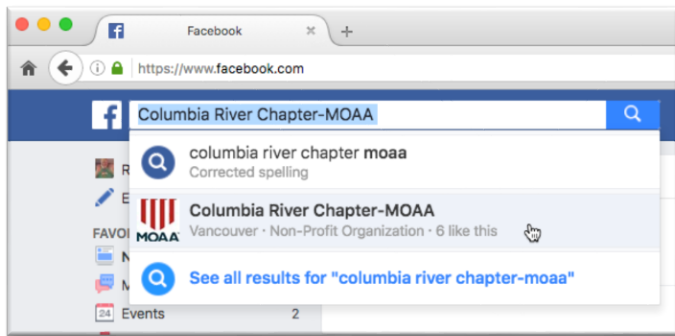 Facebook
https://www.facebook.com
Columbia River Chapter-MOAA
columbia river chapter moaa
Corrected spelling
R
E
Columbia River Chapter-MOAA
MOAA
Vancouver · Non-Profit Organization · 6 like this
FAVO
N
See all results for "columbia river chapter-moaa"
M
24 Events 2